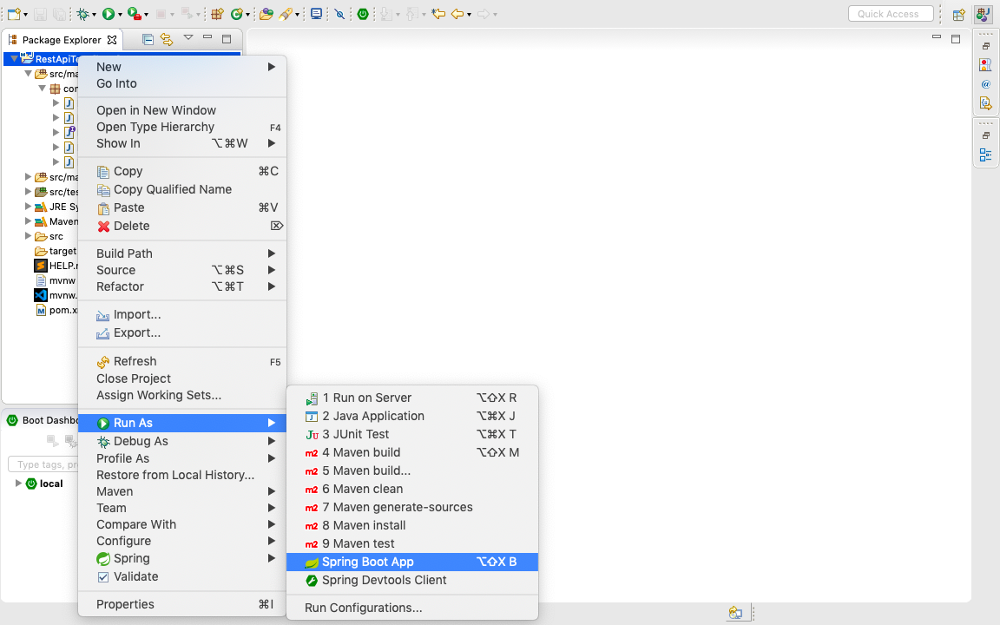 Quick Access
Package Explorer
RestApiTe
src/ma
con
src/ma
src/tes
JRE Sy
Maven
src
target
HELP.r
mvnw
mvnw.
pom.x
Boot Dashbo
Type tags, pr
local
New
Go Into
Open in New Window
Open Type Hierarchy F4
Show In ⌥⌘W
Copy ⌘C
Copy Qualified Name
Paste ⌘V
Delete ⌦
Build Path
Source ⌥⌘S
Refactor ⌥⌘T
Import...
Export...
Refresh F5
Close Project
Assign Working Sets...
Run As
Debug As
Profile As
Restore from Local History...
Maven
Team
Compare With
Configure
Spring
Validate
Properties ⌘I
1 Run on Server ⌥⇧X R
2 Java Application ⌥⌘X J
3 JUnit Test ⌥⌘X T
4 Maven build ⌥⇧X M
5 Maven build...
6 Maven clean
7 Maven generate-sources
8 Maven install
9 Maven test
Spring Boot App ⌥⇧X B
Spring Devtools Client
Run Configurations...